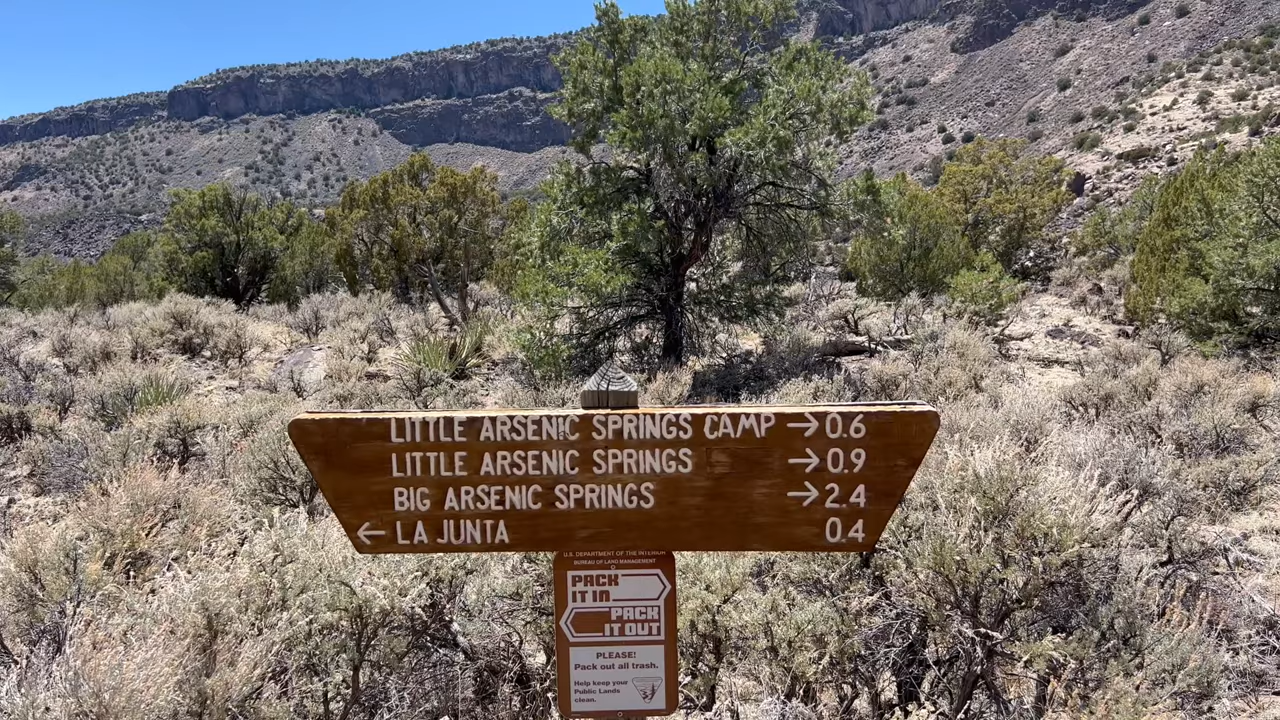 LITTLE ARSENIC SPRINGS CAMP → 0.6
LITTLE ARSENIC SPRINGS → 0.9
BIG ARSENIC SPRINGS → 2.4
← LA JUNTA 0.4
U.S. DEPARTMENT OF THE INTERIOR
BUREAU OF LAND MANAGEMENT
PACK
IT IN
PACK
IT OUT
PLEASE!
Pack out all trash.
Help keep your
Public Lands
clean.